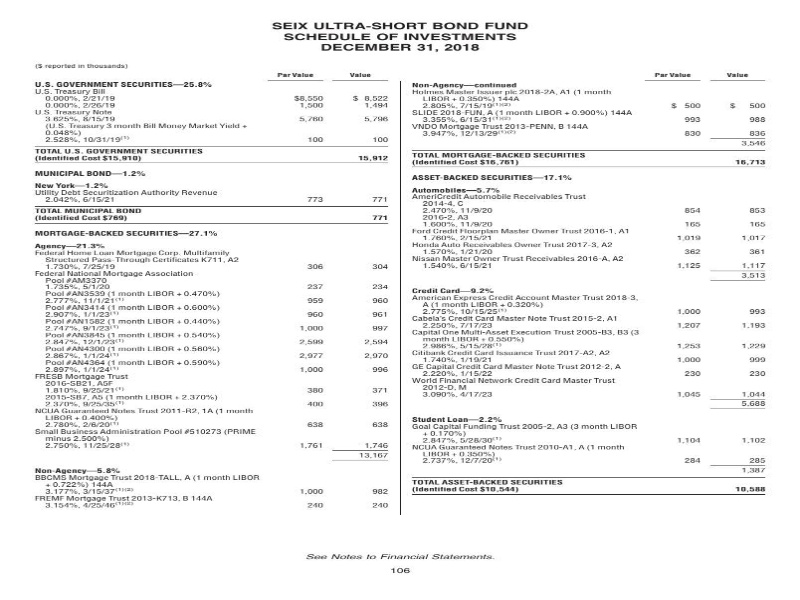 SEIX ULTRA-SHORT BOND FUND
SCHEDULE OF INVESTMENTS
DECEMBER 31, 2018
($ reported in thousands)
Par Value Value
U.S. GOVERNMENT SECURITIES—25.8%
U.S. Treasury Bill
0.000%, 2/21/19 $8,550 $ 8,522
0.000%, 2/26/19 1,500 1,494
U.S. Treasury Note
3.625%, 8/15/19 5,760 5,796
(U.S. Treasury 3 month Bill Money Market Yield +
0.048%)
2.528%, 10/31/19(1) 100 100
TOTAL U.S. GOVERNMENT SECURITIES
(Identified Cost $15,910) 15,912
MUNICIPAL BOND—1.2%
New York—1.2%
Utility Debt Securitization Authority Revenue
2.042%, 6/15/21 773 771
TOTAL MUNICIPAL BOND
(Identified Cost $769) 771
MORTGAGE-BACKED SECURITIES—27.1%
Agency—21.3%
Federal Home Loan Mortgage Corp. Multifamily
Structured Pass-Through Certificates K711, A2
1.730%, 7/25/19 306 304
Federal National Mortgage Association
Pool #AM3370
1.735%, 5/1/20 237 234
Pool #AN3539 (1 month LIBOR + 0.470%)
2.777%, 11/1/21(1) 959 960
Pool #AN3414 (1 month LIBOR + 0.600%)
2.907%, 1/1/23(1) 960 961
Pool #AN1582 (1 month LIBOR + 0.440%)
2.747%, 9/1/23(1) 1,000 997
Pool #AN3845 (1 month LIBOR + 0.540%)
2.847%, 12/1/23(1) 2,599 2,594
Pool #AN4300 (1 month LIBOR + 0.560%)
2.867%, 1/1/24(1) 2,977 2,970
Pool #AN4364 (1 month LIBOR + 0.590%)
2.897%, 1/1/24(1) 1,000 996
FRESB Mortgage Trust
2016-SB21, A5F
1.810%, 9/25/21(1) 380 371
2015-SB7, A5 (1 month LIBOR + 2.370%)
2.370%, 9/25/35(1) 400 396
NCUA Guaranteed Notes Trust 2011-R2, 1A (1 month
LIBOR + 0.400%)
2.780%, 2/6/20(1) 638 638
Small Business Administration Pool #510273 (PRIME
minus 2.500%)
2.750%, 11/25/28(1) 1,761 1,746
13,167
Non-Agency—5.8%
BBCMS Mortgage Trust 2018-TALL, A (1 month LIBOR
+ 0.722%) 144A
3.177%, 3/15/37(1)(2) 1,000 982
FREMF Mortgage Trust 2013-K713, B 144A
3.154%, 4/25/46(1)(2) 240 240
Par Value Value
Non-Agency—continued
Holmes Master Issuer plc 2018-2A, A1 (1 month
LIBOR + 0.350%) 144A
2.805%, 7/15/19(1)(2) $ 500 $ 500
SLIDE 2018-FUN, A (1 month LIBOR + 0.900%) 144A
3.355%, 6/15/31(1)(2) 993 988
VNDO Mortgage Trust 2013-PENN, B 144A
3.947%, 12/13/29(1)(2) 830 836
3,546
TOTAL MORTGAGE-BACKED SECURITIES
(Identified Cost $16,761) 16,713
ASSET-BACKED SECURITIES—17.1%
Automobiles—5.7%
AmeriCredit Automobile Receivables Trust
2014-4, C
2.470%, 11/9/20 854 853
2016-2, A3
1.600%, 11/9/20 165 165
Ford Credit Floorplan Master Owner Trust 2016-1, A1
1.760%, 2/15/21 1,019 1,017
Honda Auto Receivables Owner Trust 2017-3, A2
1.570%, 1/21/20 362 361
Nissan Master Owner Trust Receivables 2016-A, A2
1.540%, 6/15/21 1,125 1,117
3,513
Credit Card—9.2%
American Express Credit Account Master Trust 2018-3,
A (1 month LIBOR + 0.320%)
2.775%, 10/15/25(1) 1,000 993
Cabela's Credit Card Master Note Trust 2015-2, A1
2.250%, 7/17/23 1,207 1,193
Capital One Multi-Asset Execution Trust 2005-B3, B3 (3
month LIBOR + 0.550%)
2.986%, 5/15/28(1) 1,253 1,229
Citibank Credit Card Issuance Trust 2017-A2, A2
1.740%, 1/19/21 1,000 999
GE Capital Credit Card Master Note Trust 2012-2, A
2.220%, 1/15/22 230 230
World Financial Network Credit Card Master Trust
2012-D, M
3.090%, 4/17/23 1,045 1,044
5,688
Student Loan—2.2%
Goal Capital Funding Trust 2005-2, A3 (3 month LIBOR
+ 0.170%)
2.847%, 5/28/30(1) 1,104 1,102
NCUA Guaranteed Notes Trust 2010-A1, A (1 month
LIBOR + 0.350%)
2.737%, 12/7/20(1) 284 285
1,387
TOTAL ASSET-BACKED SECURITIES
(Identified Cost $10,544) 10,588
See Notes to Financial Statements.
106